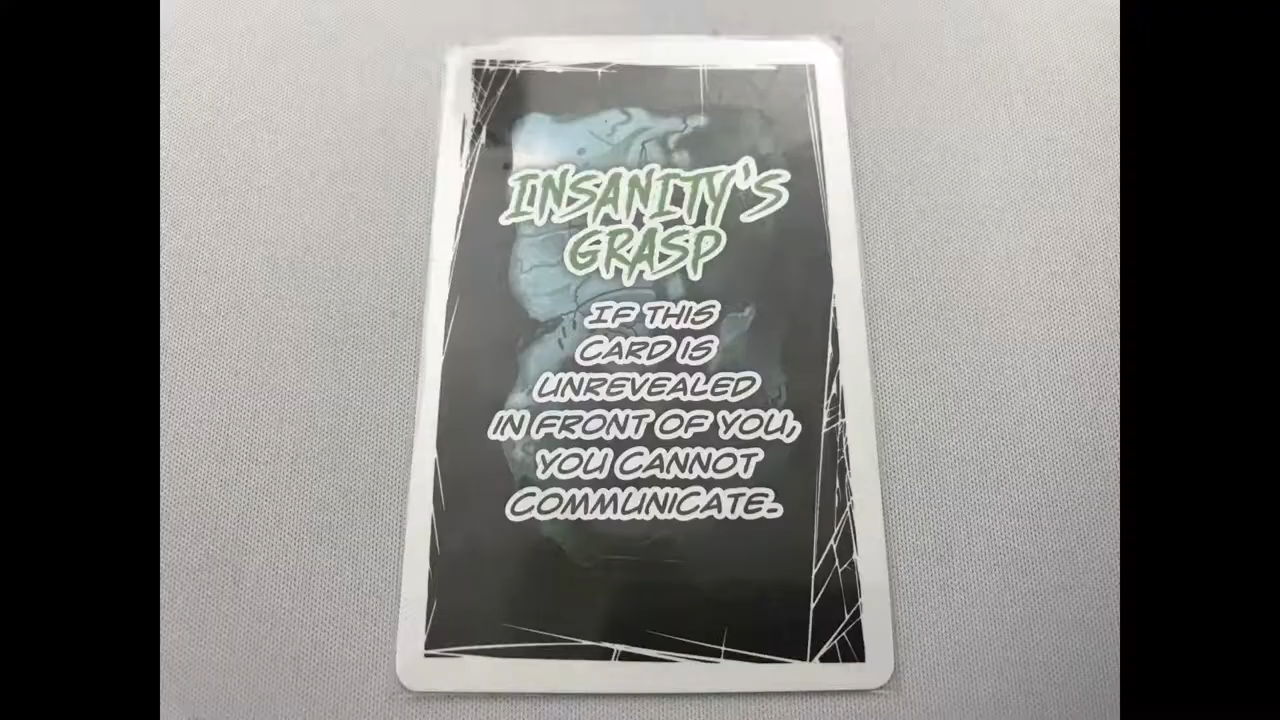 INSANITY'S
GRASP
IF THIS
CARD IS
UNREVEALED
IN FRONT OF YOU,
YOU CANNOT
COMMUNICATE.